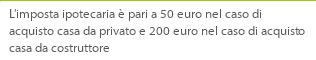 L'imposta ipotecaria è pari a 50 euro nel caso di
acquisto casa da privato e 200 euro nel caso di acquisto
casa da costruttore